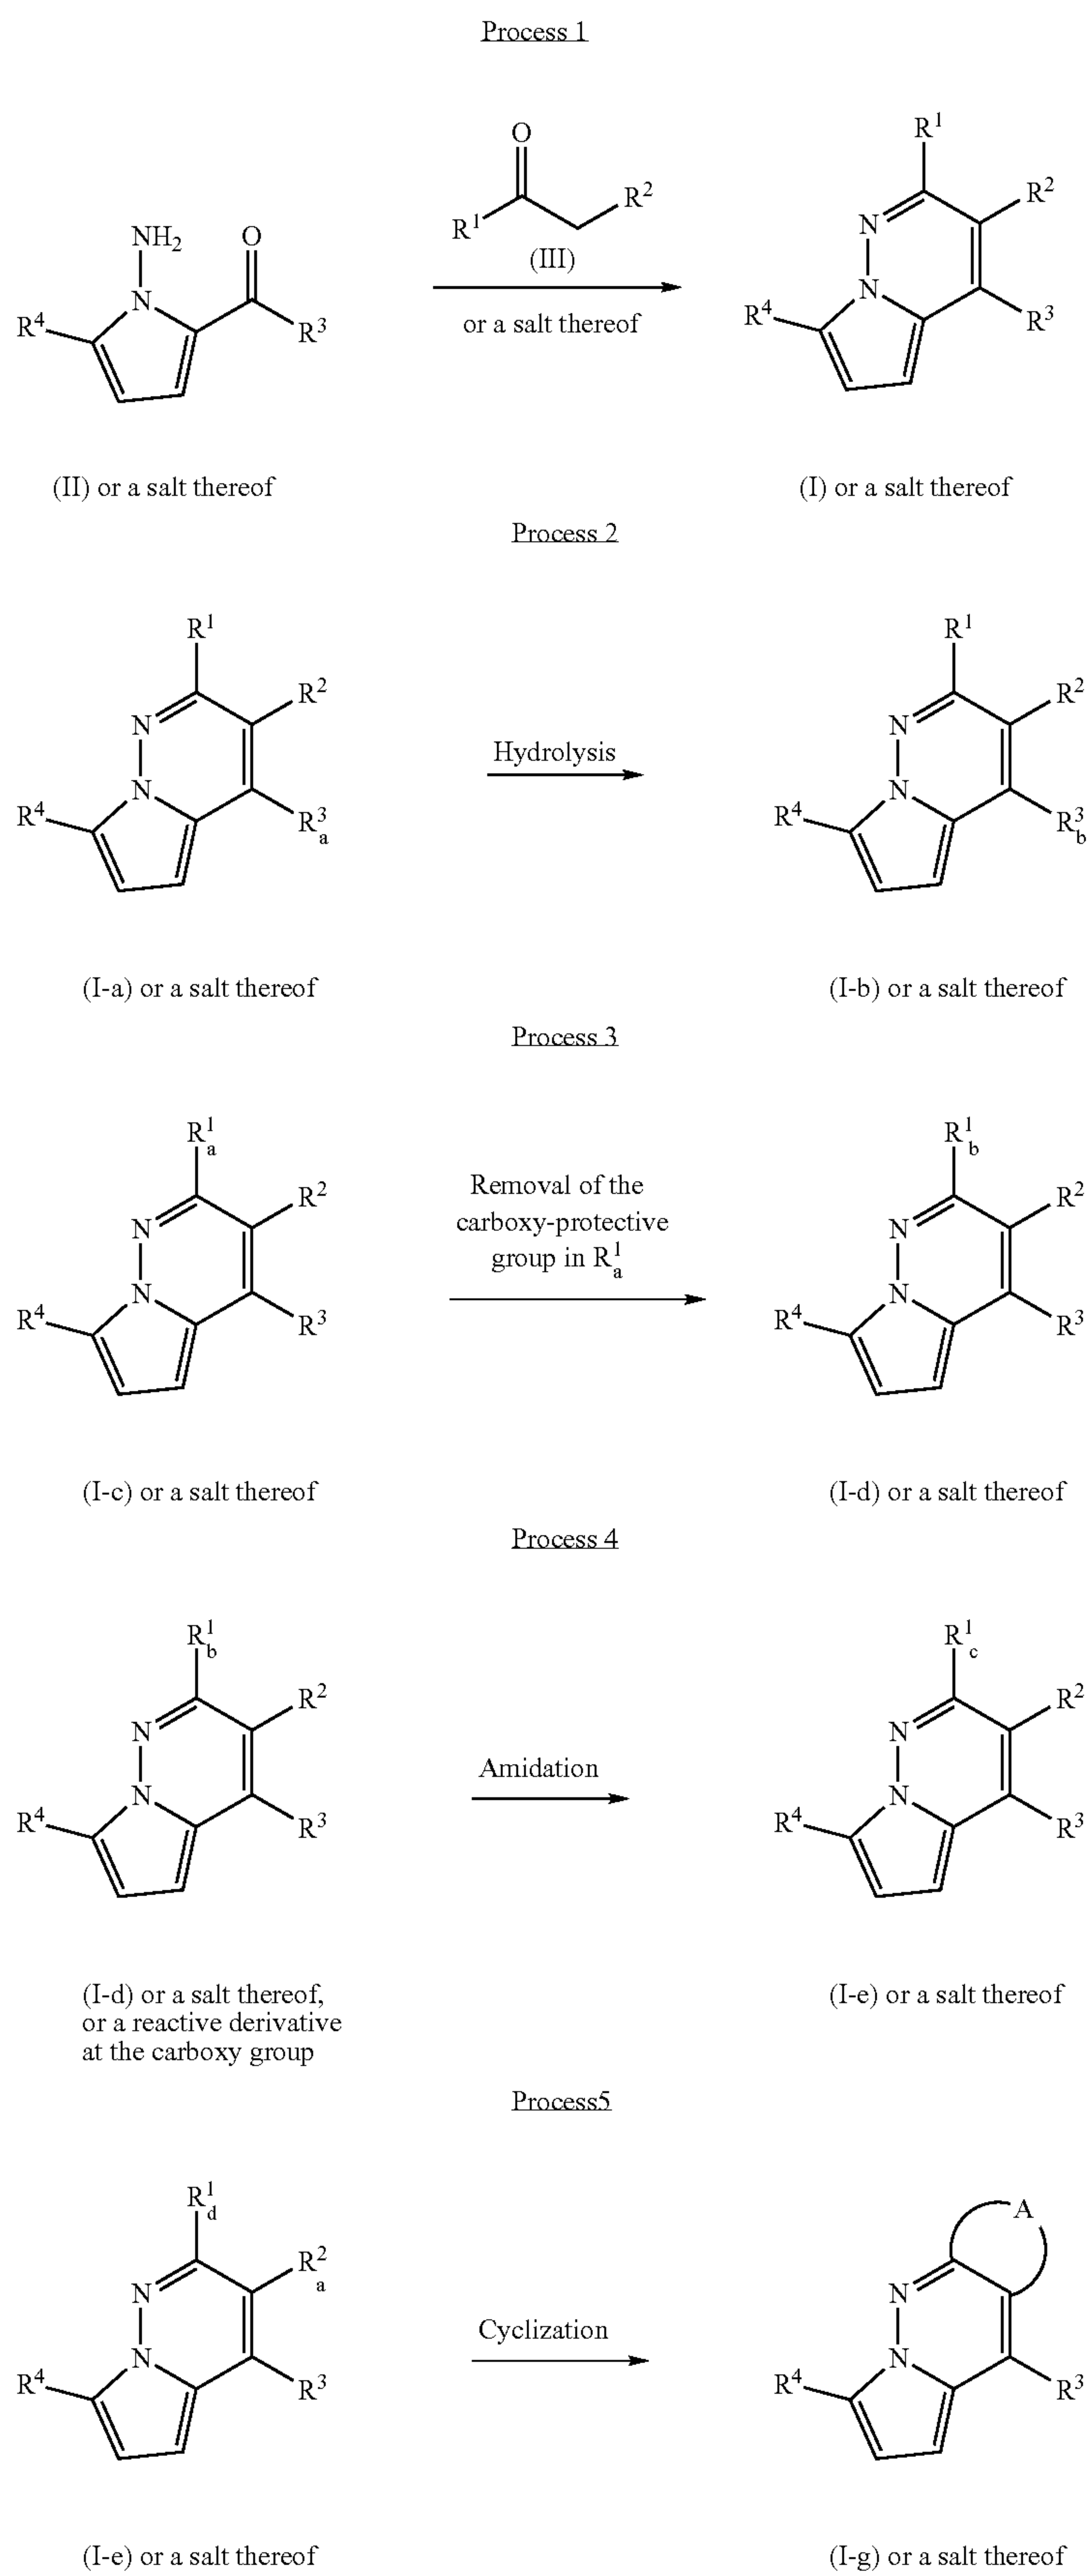 Process 1
O
R¹
R¹
R²
R²
NH₂
O
(III)
N
N
N
R⁴
R³
or a salt thereof
R⁴
R³
(II) or a salt thereof
(I) or a salt thereof
Process 2
R¹
R¹
R²
R²
N
N
Hydrolysis
N
N
R⁴
R³a
R⁴
R³b
(I-a) or a salt thereof
(I-b) or a salt thereof
Process 3
R¹a
R¹b
Removal of the
carboxy-protective
group in R¹a
R²
R²
N
N
N
N
R⁴
R³
R⁴
R³
(I-c) or a salt thereof
(I-d) or a salt thereof
Process 4
R¹b
R¹c
R²
R²
N
N
Amidation
N
N
R⁴
R³
R⁴
R³
(I-d) or a salt thereof,
or a reactive derivative
at the carboxy group
(I-e) or a salt thereof
Process5
R¹d
A
R²a
N
N
Cyclization
N
N
R⁴
R³
R⁴
R³
(I-e) or a salt thereof
(I-g) or a salt thereof